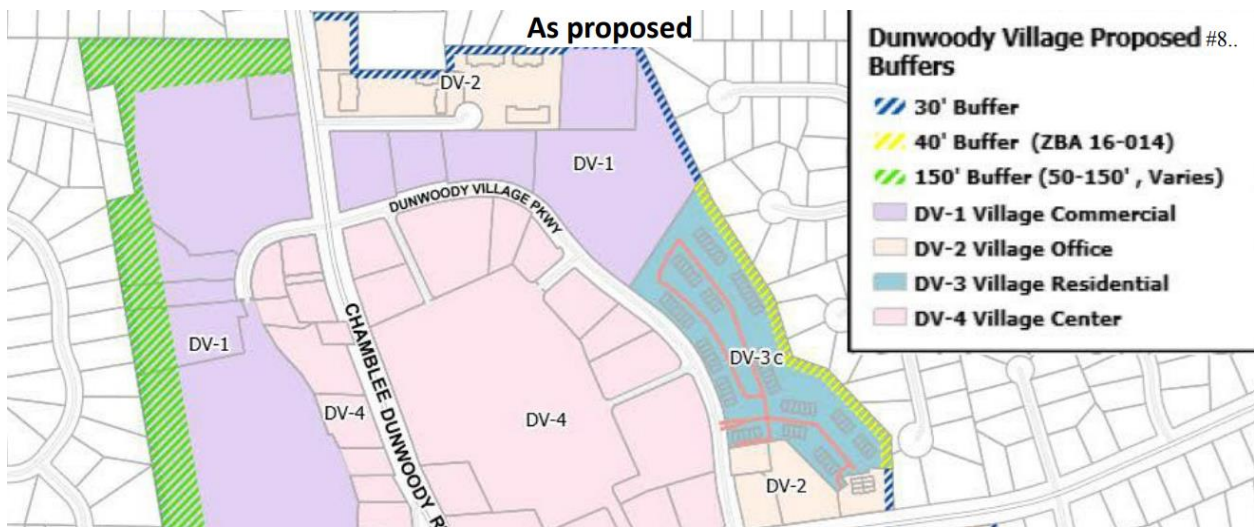 As proposed
Dunwoody Village Proposed #8..
Buffers
30' Buffer
40' Buffer (ZBA 16-014)
150' Buffer (50-150' , Varies)
DV-1 Village Commercial
DV-2 Village Office
DV-3 Village Residential
DV-4 Village Center
DV-2
DV-1
DUNWOODY VILLAGE PKWY
CHAMBLEE DUNWOODY R
DV-1
DV-3 c
DV-4
DV-4
DV-2